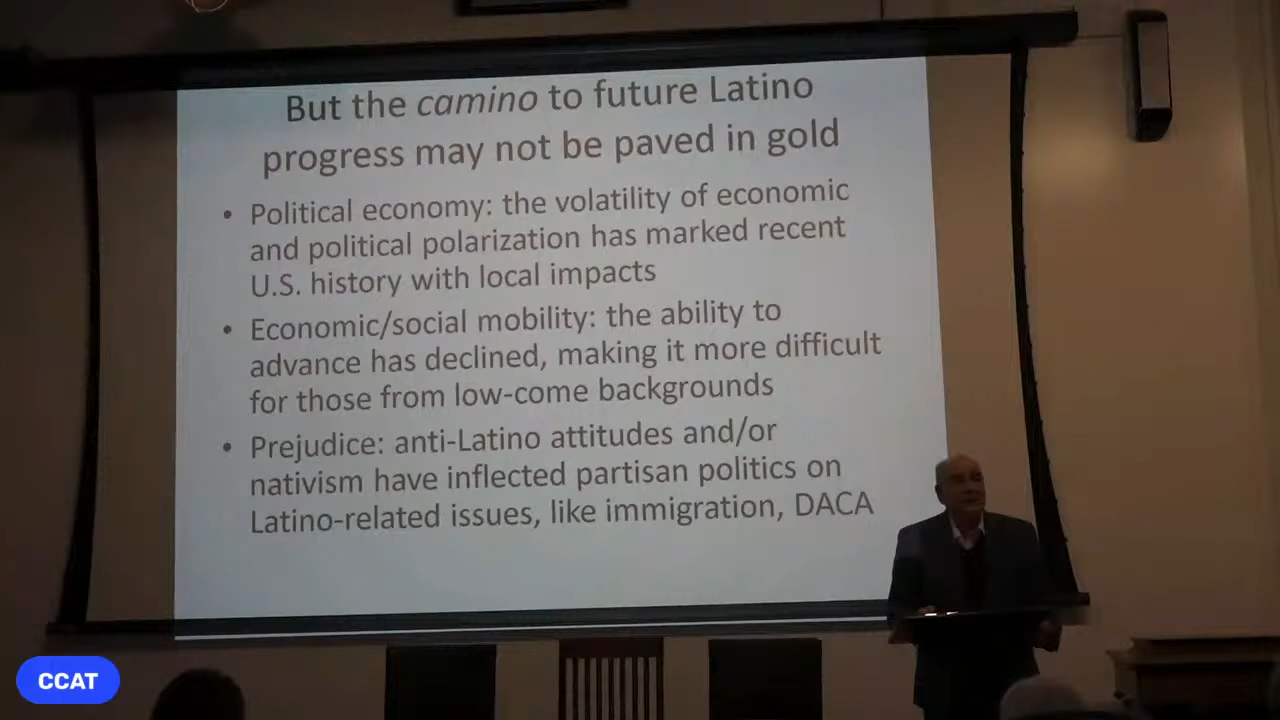 But the camino to future Latino
progress may not be paved in gold
• Political economy: the volatility of economic
and political polarization has marked recent
U.S. history with local impacts
• Economic/social mobility: the ability to
advance has declined, making it more difficult
for those from low-come backgrounds
• Prejudice: anti-Latino attitudes and/or
nativism have inflected partisan politics on
Latino-related issues, like immigration, DACA
CCAT